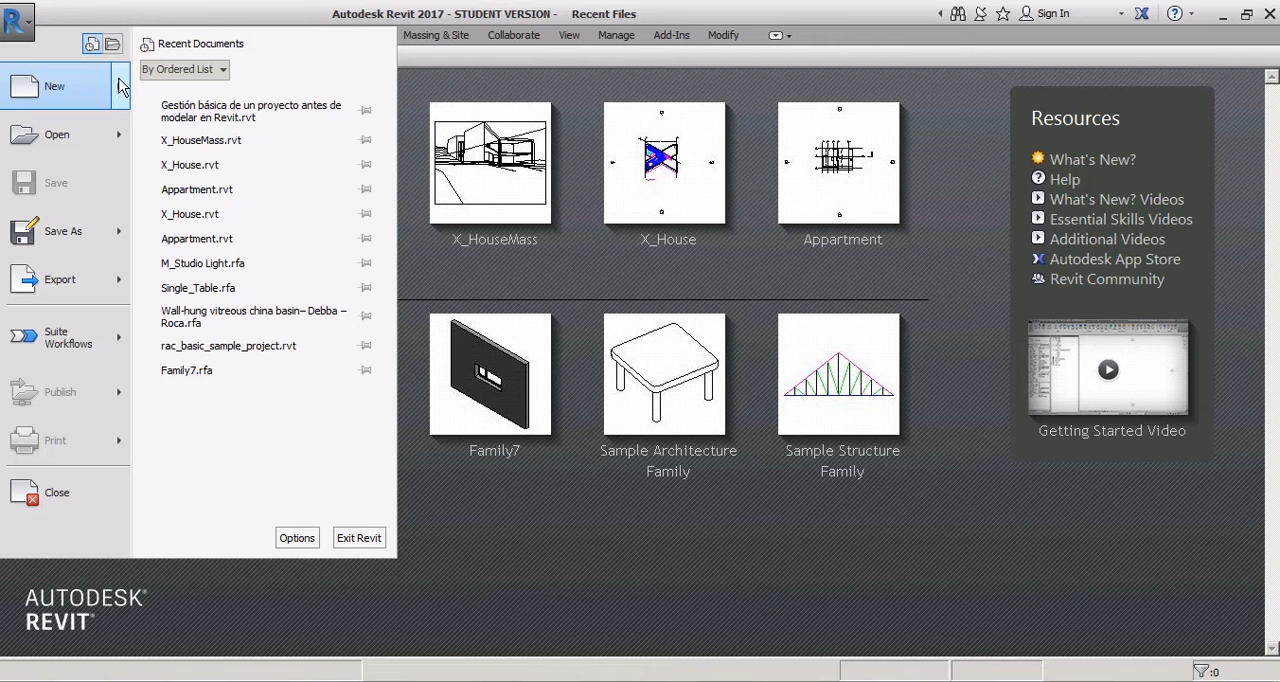 Autodesk Revit 2017 - STUDENT VERSION - Recent Files
Sign In
Massing & Site Collaborate View Manage Add-Ins Modify
Recent Documents
By Ordered List
New
Open
Save
Save As
Export
Suite
Workflows
Publish
Print
Close
Gestión básica de un proyecto antes de
modelar en Revit.rvt
X_HouseMass.rvt
X_House.rvt
Appartment.rvt
X_House.rvt
Appartment.rvt
M_Studio Light.rfa
Single_Table.rfa
Wall-hung vitreous china basin– Debba –
Roca.rfa
rac_basic_sample_project.rvt
Family7.rfa
Options
Exit Revit
X_HouseMass
X_House
Appartment
Family7
Sample Architecture
Family
Sample Structure
Family
Resources
What's New?
Help
What's New? Videos
Essential Skills Videos
Additional Videos
Autodesk App Store
Revit Community
Getting Started Video
AUTODESK®
REVIT®
:0